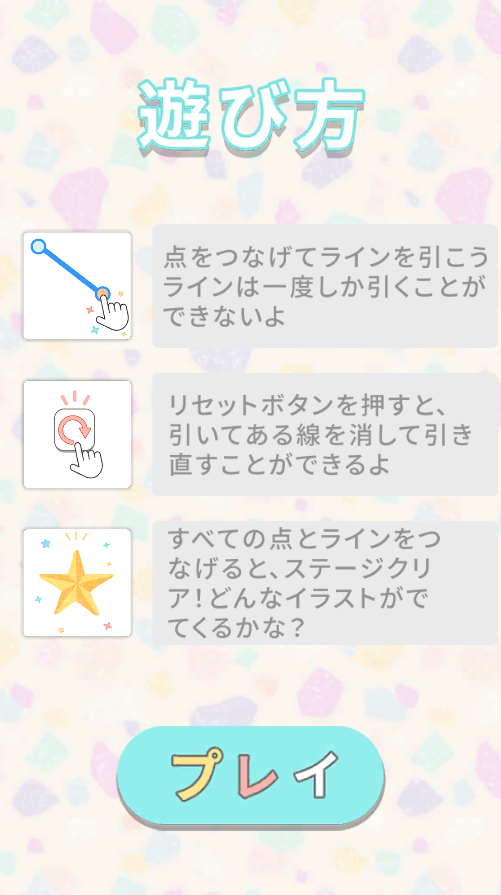 遊び方
点をつなげてラインを引こう
ラインは一度しか引くことが
できないよ
リセットボタンを押すと、
引いてある線を消して引き
直すことができるよ
すべての点とラインをつ
なげると、ステージクリ
ア！どんなイラストがで
てくるかな？
プレイ